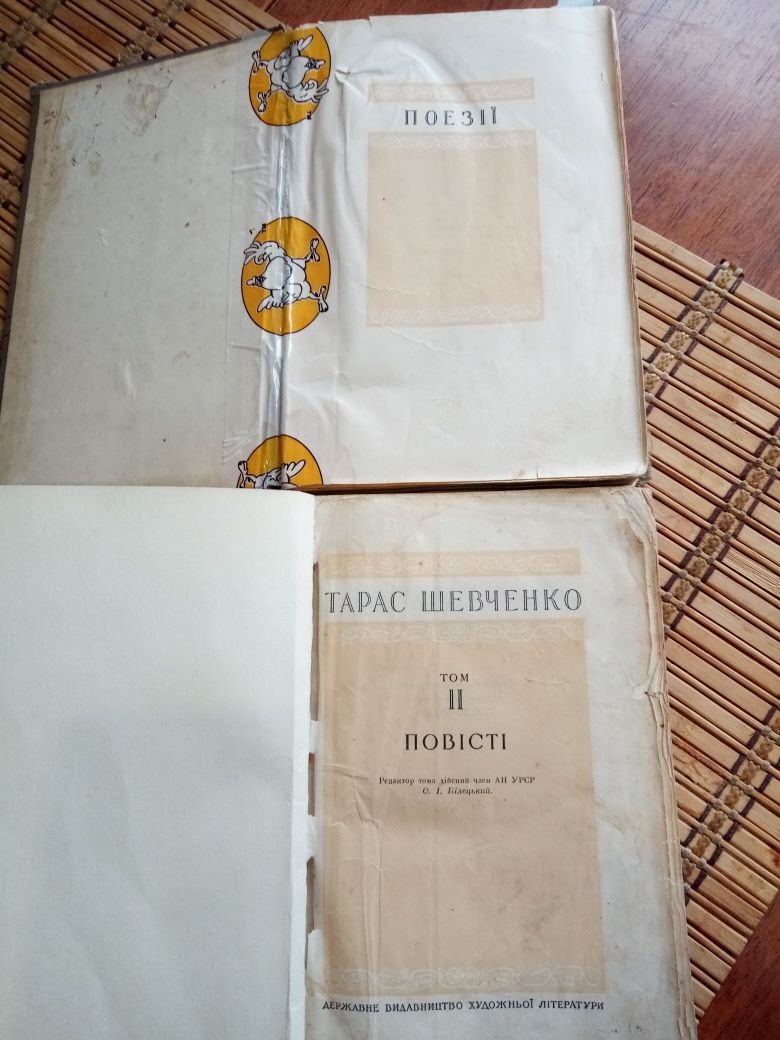 ПОЕЗІЇ
ТАРАС ШЕВЧЕНКО
ТОМ
II
ПОВІСТІ
Редактор тома дійсний член АН УРСР
О. І. Білецький.
ДЕРЖАВНЕ ВИДАВНИЦТВО ХУДОЖНЬОЇ ЛІТЕРАТУРИ